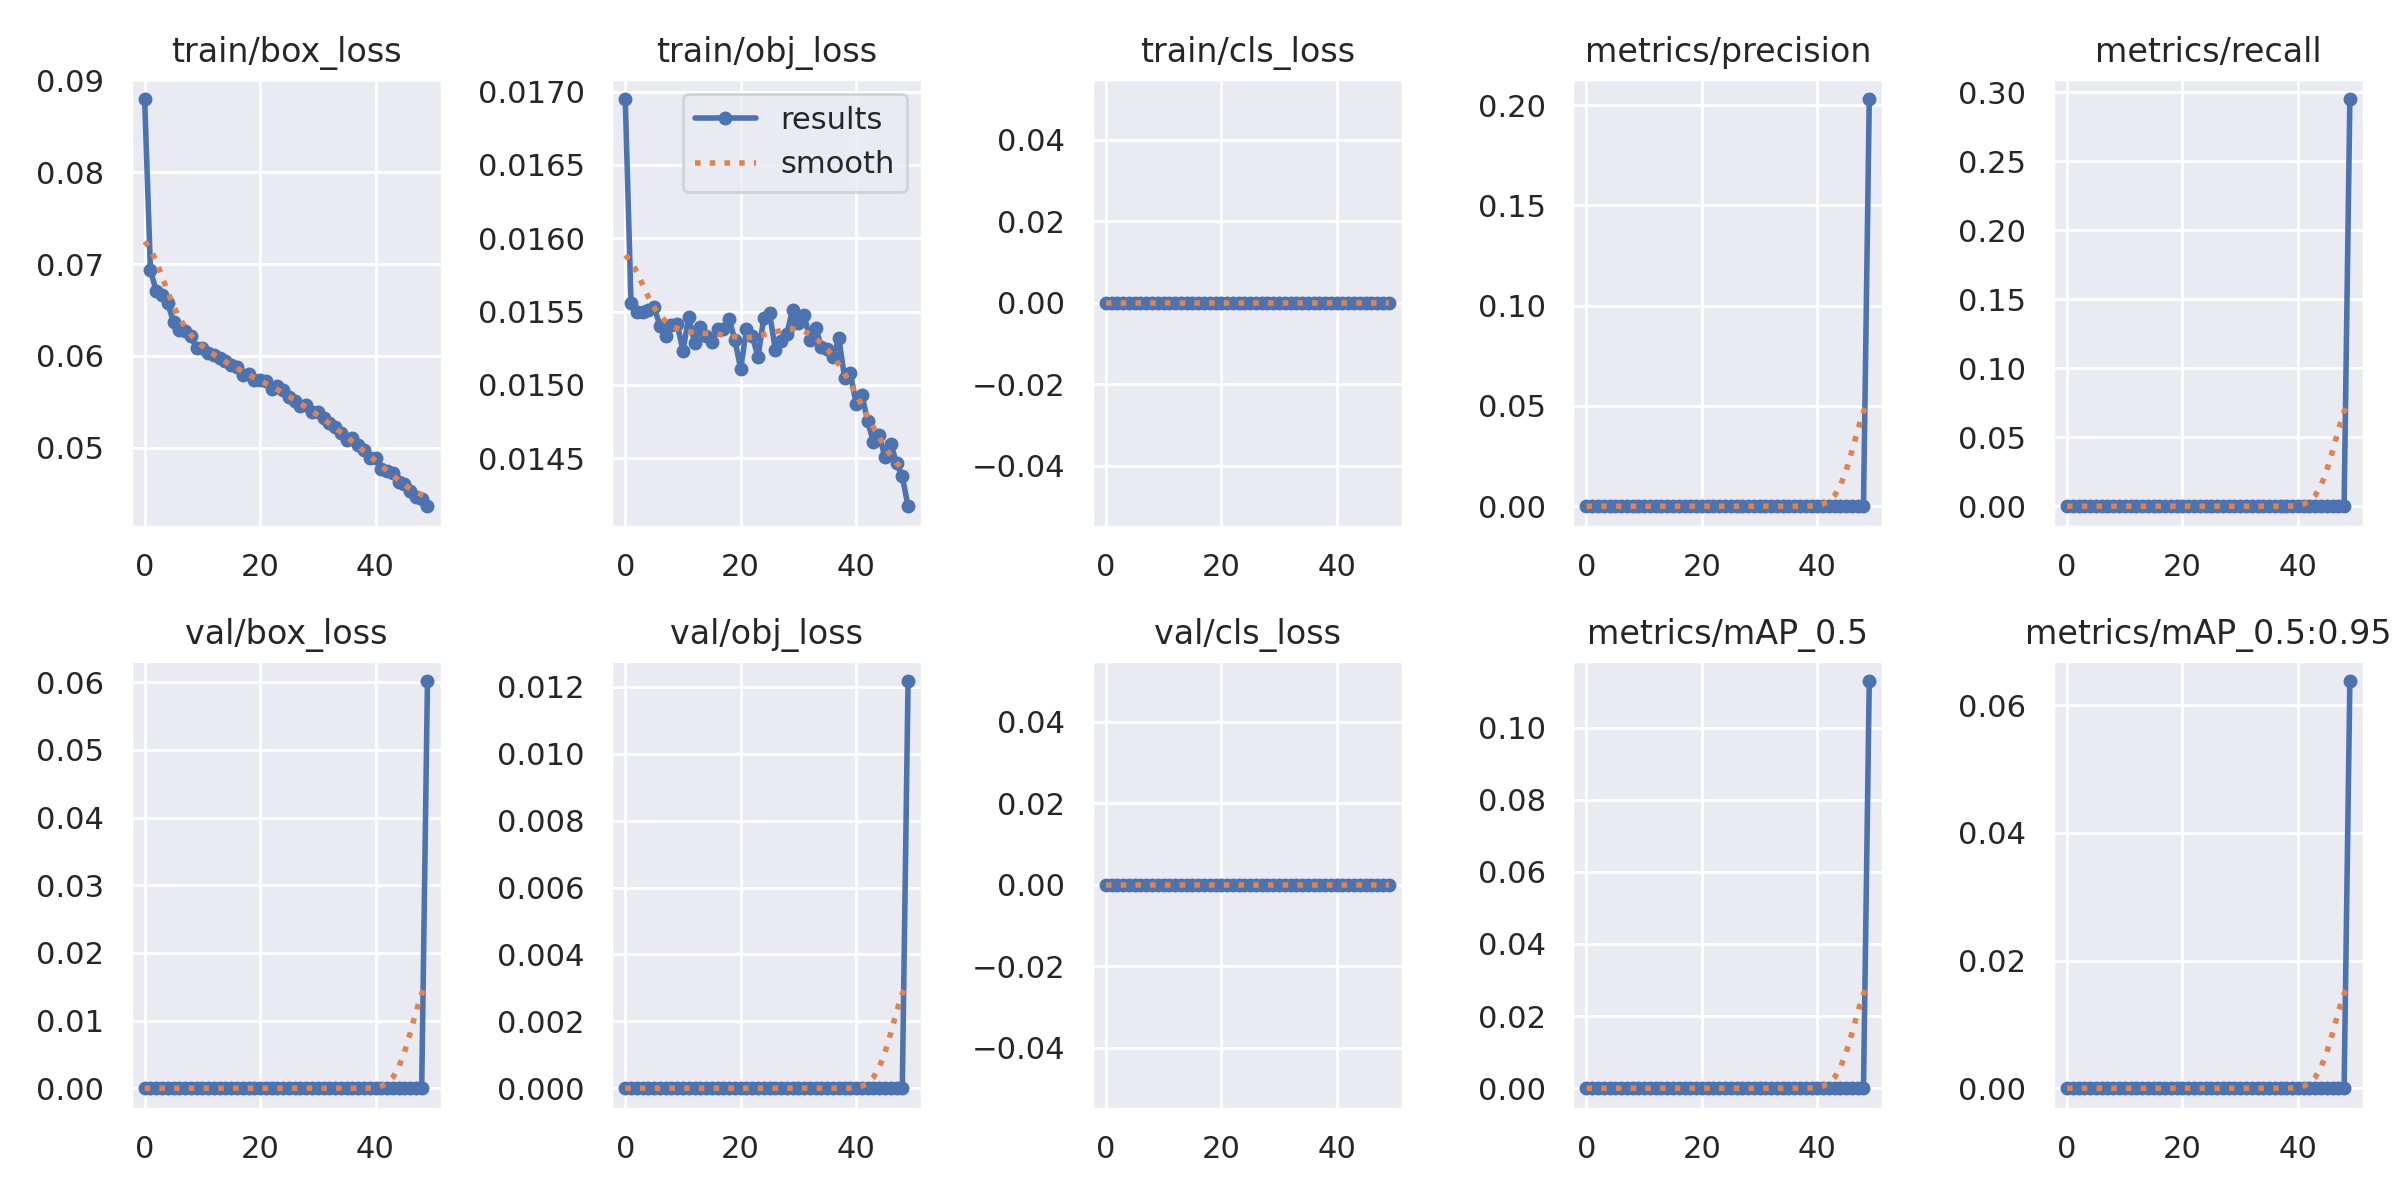 train/box_loss
train/obj_loss
train/cls_loss
metrics/precision
metrics/recall
0.09
0.08
0.07
0.06
0.05
0 20 40
0.0170
0.0165
0.0160
0.0155
0.0150
0.0145
0 20 40
results
smooth
0.04
0.02
0.00
−0.02
−0.04
0 20 40
0.20
0.15
0.10
0.05
0.00
0 20 40
0.30
0.25
0.20
0.15
0.10
0.05
0.00
0 20 40
val/box_loss
val/obj_loss
val/cls_loss
metrics/mAP_0.5
metrics/mAP_0.5:0.95
0.06
0.05
0.04
0.03
0.02
0.01
0.00
0 20 40
0.012
0.010
0.008
0.006
0.004
0.002
0.000
0 20 40
0.04
0.02
0.00
−0.02
−0.04
0 20 40
0.10
0.08
0.06
0.04
0.02
0.00
0 20 40
0.06
0.04
0.02
0.00
0 20 40